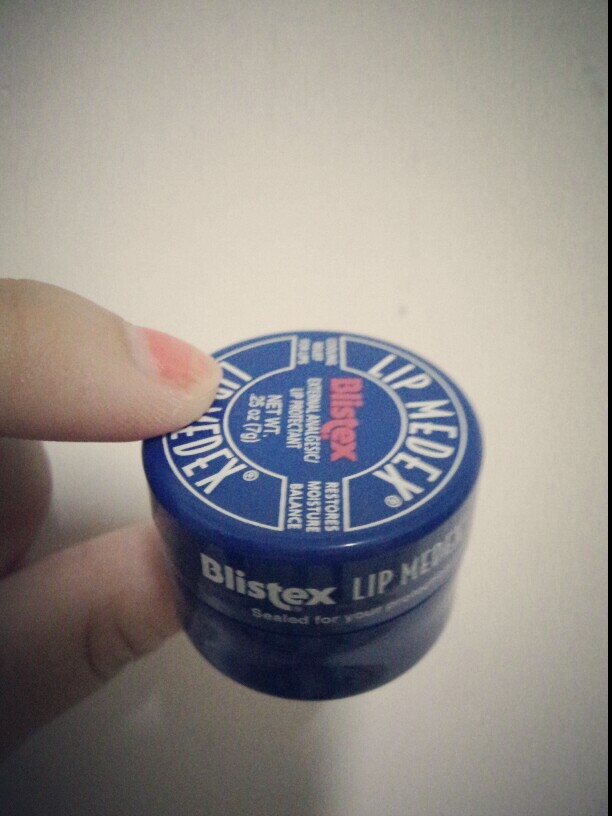 LIP MEDEX®
Blistex
EXTERNAL ANALGESIC/
LIP PROTECTANT
NET WT.
.25 oz (7g)
RESTORES
MOISTURE
BALANCE
LIP MEDEX®
Blistex LIP MEDEX
Sealed for your